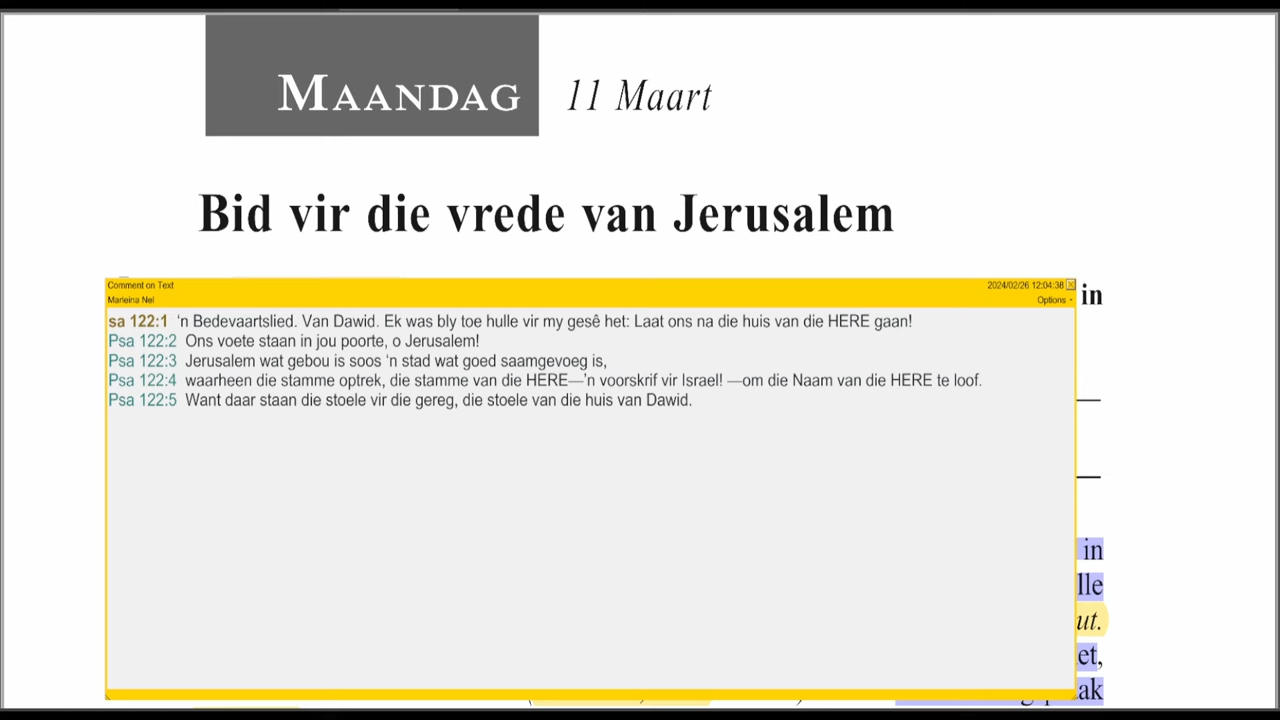 MAANDAG 11 Maart
Bid vir die vrede van Jerusalem
in
Comment on Text 2024/02/26 12:04:38
Marieina Nel Options
sa 122:1 ‘n Bedevaartslied. Van Dawid. Ek was bly toe hulle vir my gesê het: Laat ons na die huis van die HERE gaan!
Psa 122:2 Ons voete staan in jou poorte, o Jerusalem!
Psa 122:3 Jerusalem wat gebou is soos ‘n stad wat goed saamgevoeg is,
Psa 122:4 waarheen die stamme optrek, die stamme van die HERE—’n voorskrif vir Israel! —om die Naam van die HERE te loof.
Psa 122:5 Want daar staan die stoele vir die gereg, die stoele van die huis van Dawid.
in
lle
ut.
et,
ak